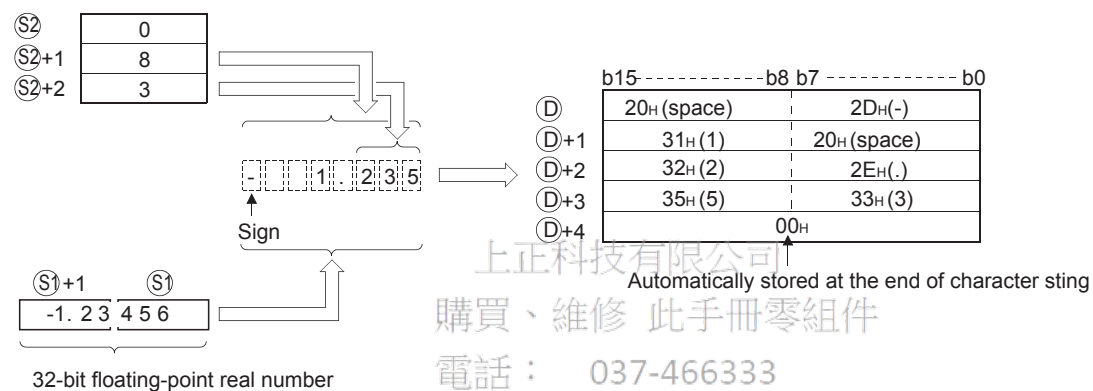 S2 0
S2+1 8
S2+2 3
b15 b8 b7 b0
D 20H (space) 2DH(-)
D+1 31H (1) 20H (space)
D+2 32H (2) 2EH(.)
D+3 35H (5) 33H (3)
D+4 00H
- 1 . 2 3 5
Sign
Automatically stored at the end of character sting
S1+1 S1
-1. 2 3 4 5 6
32-bit floating-point real number
上正科技有限公司
購買、維修 此手冊零組件
電話： 037-466333